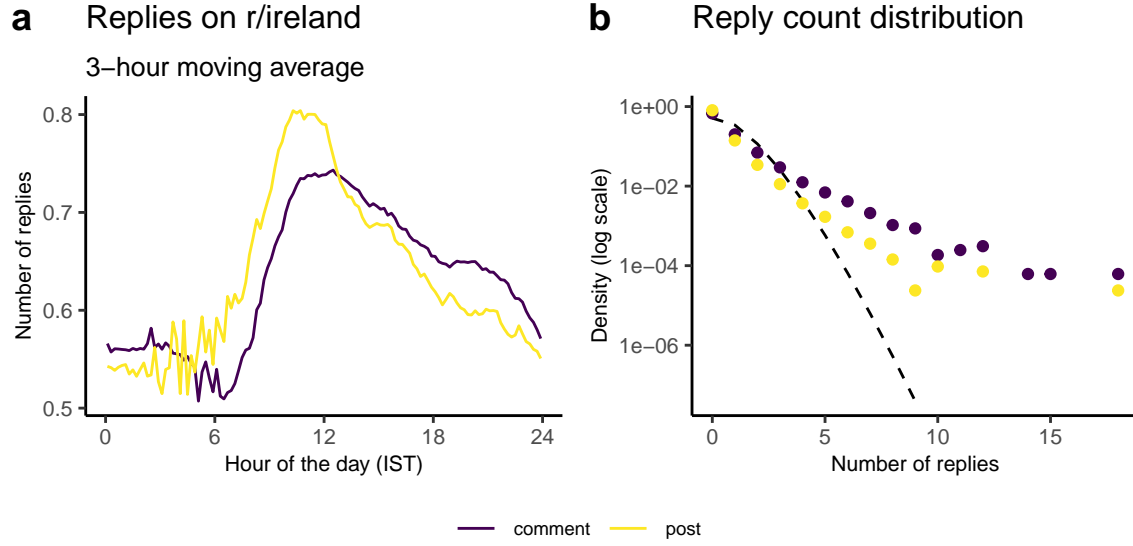 a Replies on r/ireland
3−hour moving average
Number of replies
0.8
0.7
0.6
0.5
0 6 12 18 24
Hour of the day (IST)
b Reply count distribution
Density (log scale)
1e+00
1e−02
1e−04
1e−06
0 5 10 15
Number of replies
comment post